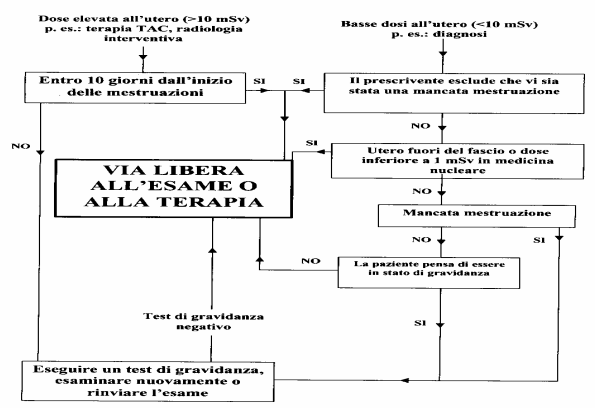 Dose elevata all'utero (>10 mSv)
p. es.: terapia TAC, radiologia
interventiva
Basse dosi all'utero (<10 mSv)
p. es.: diagnosi
Entro 10 giorni dall'inizio
delle mestruazioni
SI
SI
Il prescrivente esclude che vi sia
stata una mancata mestruazione
NO
NO
SI
Utero fuori del fascio o dose
inferiore a 1 mSv in medicina
nucleare
VIA LIBERA
ALL'ESAME O
ALLA TERAPIA
NO
Mancata mestruazione
NO
SI
NO
La paziente pensa di essere
in stato di gravidanza
Test di gravidanza
negativo
SI
Eseguire un test di gravidanza,
esaminare nuovamente o
rinviare l'esame